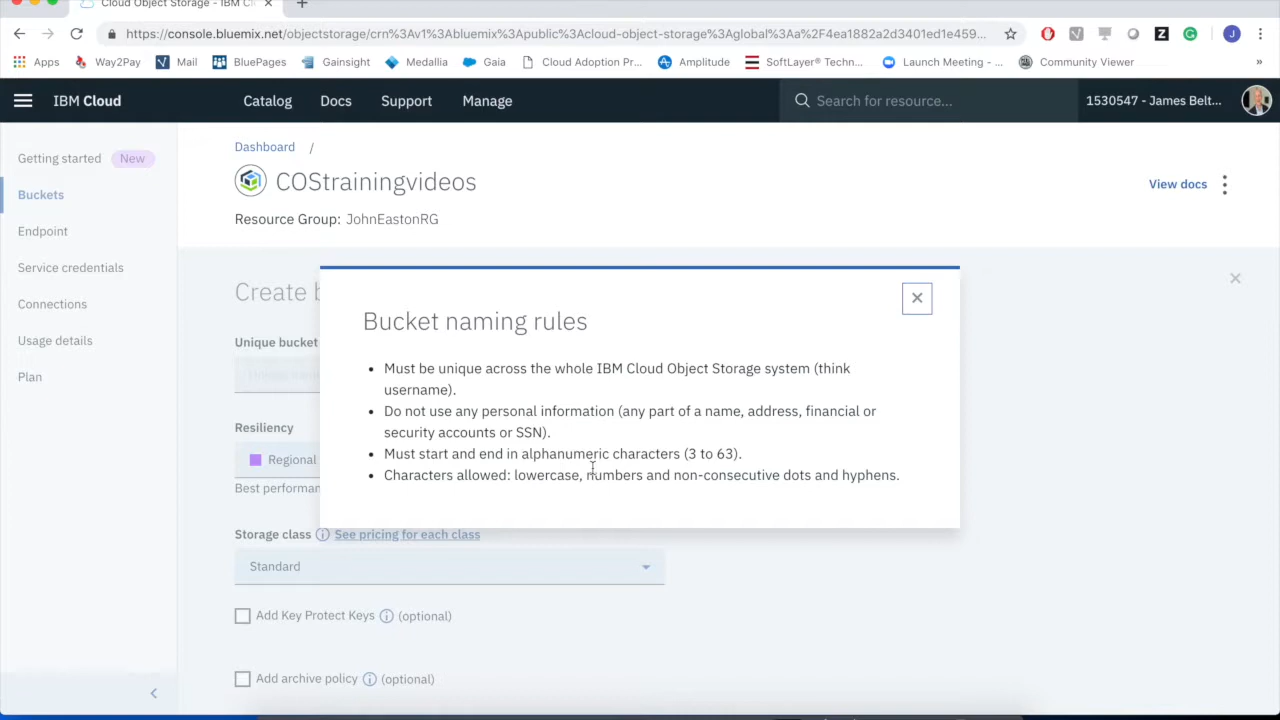 Cloud Object Storage - IBM Cl
https://console.bluemix.net/objectstorage/crn%3Av1%3Abluemix%3Apublic%3Acloud-object-storage%3Aglobal%3Aa%2F4ea1882a2d3401ed1e459...
J
Apps Way2Pay Mail BluePages Gainsight Medallia Gaia Cloud Adoption Pr... Amplitude SoftLayer® Techn... Launch Meeting - ... Community Viewer »
IBM Cloud Catalog Docs Support Manage Search for resource... 1530547 - James Belt...
Getting started New
Buckets
Endpoint
Service credentials
Connections
Usage details
Plan
Dashboard /
COStrainingvideos
View docs
Resource Group: JohnEastonRG
Create b
Unique bucket
Resiliency
Regional
Best performan
Bucket naming rules
• Must be unique across the whole IBM Cloud Object Storage system (think
username).
• Do not use any personal information (any part of a name, address, financial or
security accounts or SSN).
• Must start and end in alphanumeric characters (3 to 63).
• Characters allowed: lowercase, numbers and non-consecutive dots and hyphens.
Storage class See pricing for each class
Standard
Add Key Protect Keys (optional)
Add archive policy (optional)